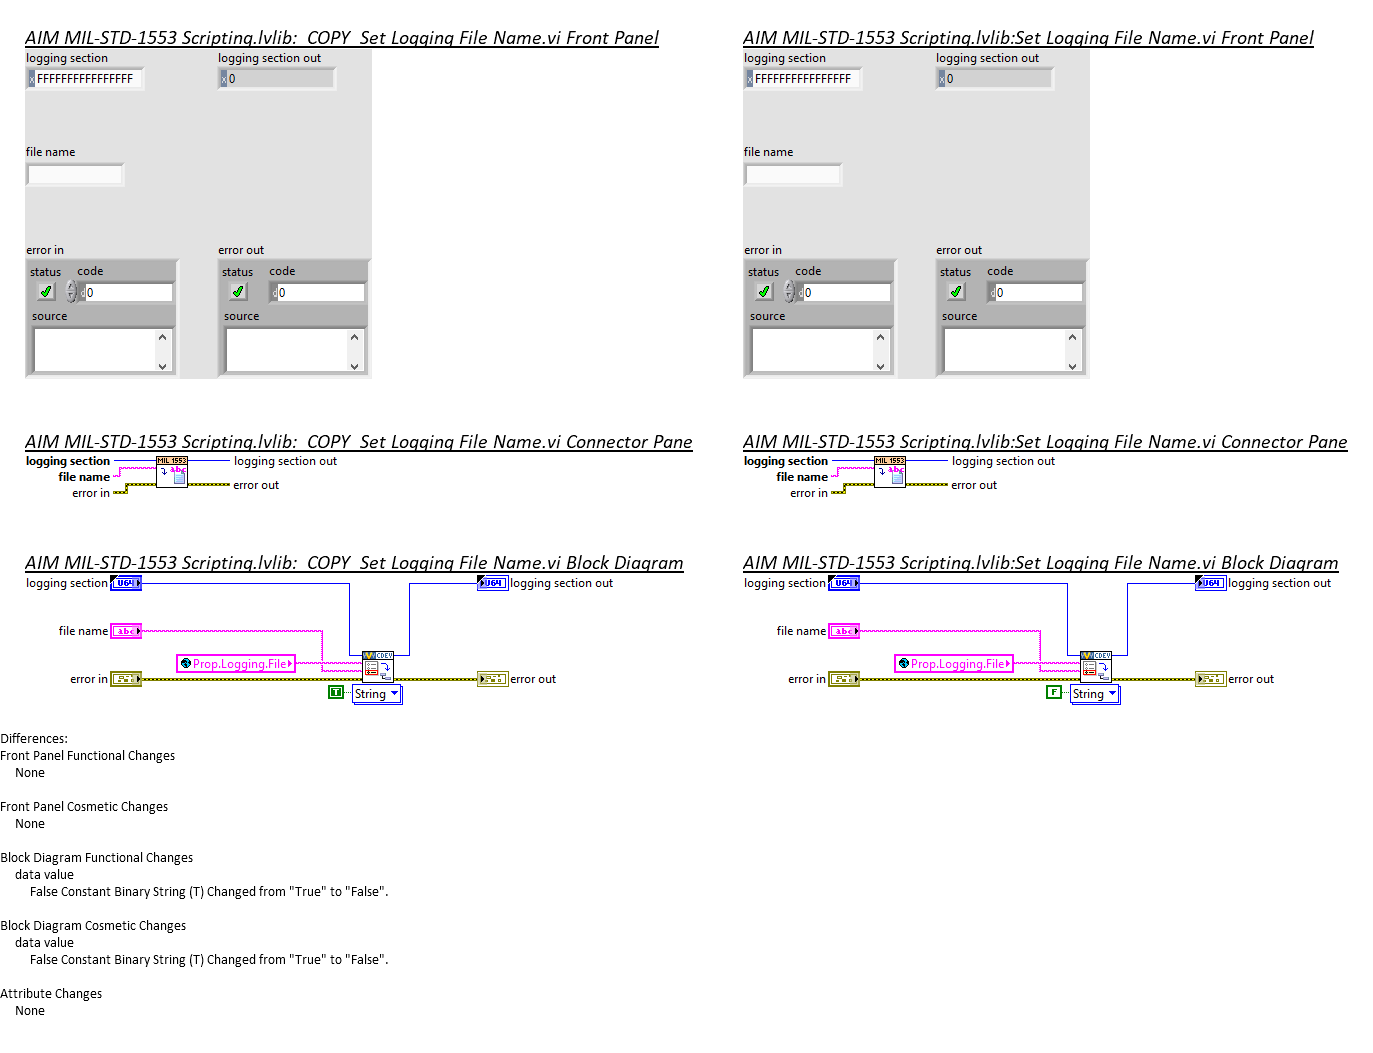 AIM MIL-STD-1553 Scripting.lvlib:_COPY_Set Logging File Name.vi Front Panel
logging section
logging section out
x FFFFFFFFFFFFFFFF
x 0
file name
error in
error out
status code
status code
d 0
d 0
source
source
AIM MIL-STD-1553 Scripting.lvlib:Set Logging File Name.vi Front Panel
logging section
logging section out
x FFFFFFFFFFFFFFFF
x 0
file name
error in
error out
status code
status code
d 0
d 0
source
source
AIM MIL-STD-1553 Scripting.lvlib:_COPY_Set Logging File Name.vi Connector Pane
logging section
MIL 1553
abc
logging section out
file name
error in
error out
AIM MIL-STD-1553 Scripting.lvlib:Set Logging File Name.vi Connector Pane
logging section
MIL 1553
abc
logging section out
file name
error in
error out
AIM MIL-STD-1553 Scripting.lvlib:_COPY_Set Logging File Name.vi Block Diagram
logging section U64
U64 logging section out
file name abc
CDEV
Prop.Logging.File
error in
error out
T String
AIM MIL-STD-1553 Scripting.lvlib:Set Logging File Name.vi Block Diagram
logging section U64
U64 logging section out
file name abc
CDEV
Prop.Logging.File
error in
error out
F String
Differences:
Front Panel Functional Changes
None
Front Panel Cosmetic Changes
None
Block Diagram Functional Changes
data value
False Constant Binary String (T) Changed from "True" to "False".
Block Diagram Cosmetic Changes
data value
False Constant Binary String (T) Changed from "True" to "False".
Attribute Changes
None